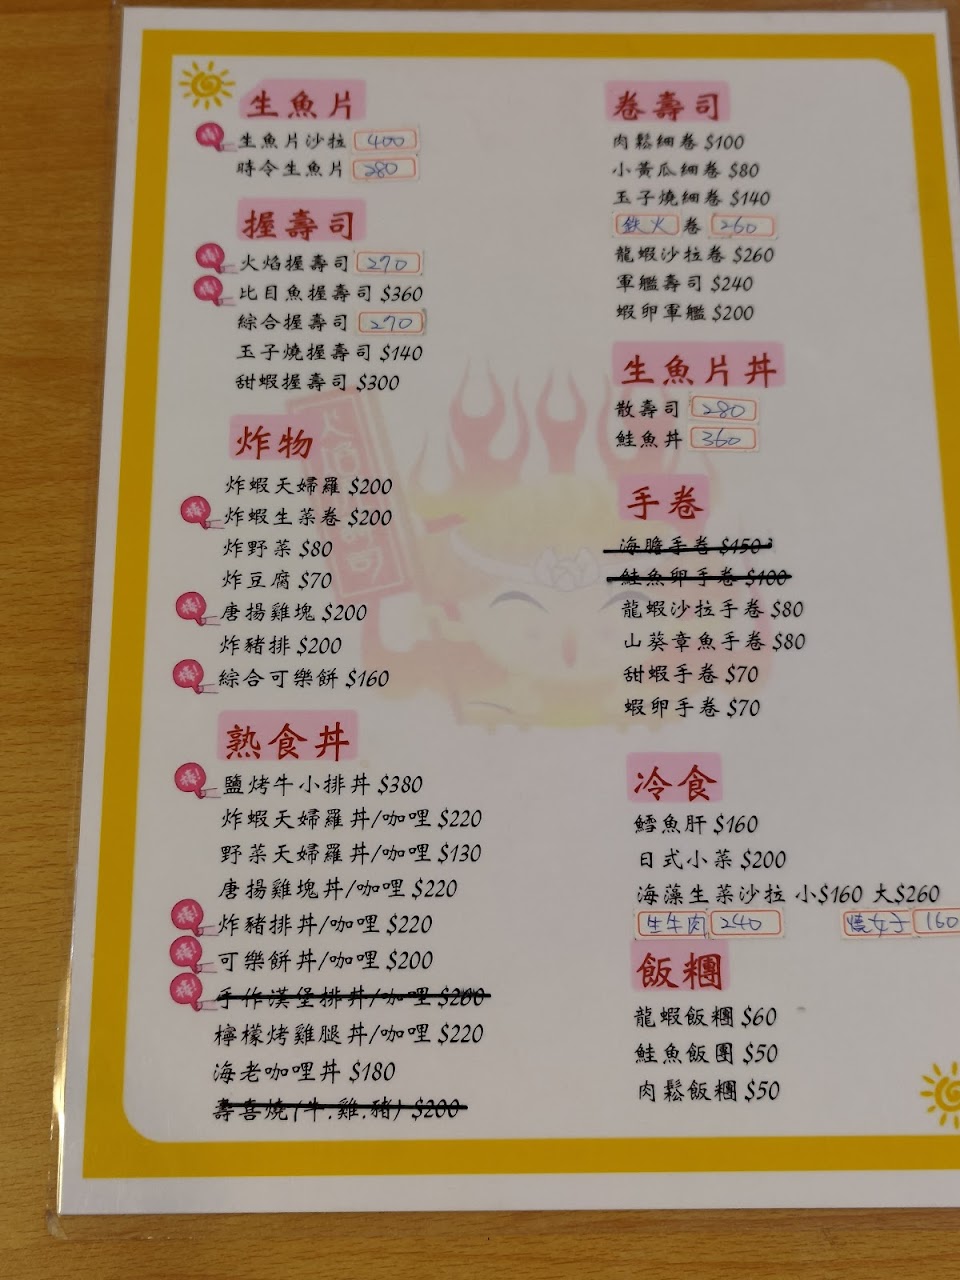 生魚片
棒! 生魚片沙拉 400
時令生魚片 280
握壽司
棒! 火焰握壽司 270
棒! 比目魚握壽司 $360
綜合握壽司 270
玉子燒握壽司 $140
甜蝦握壽司 $300
炸物
炸蝦天婦羅 $200
棒! 炸蝦生菜卷 $200
炸野菜 $80
炸豆腐 $70
棒! 唐揚雞塊 $200
炸豬排 $200
棒! 綜合可樂餅 $160
熟食丼
棒! 鹽烤牛小排丼 $380
炸蝦天婦羅丼/咖哩 $220
野菜天婦羅丼/咖哩 $130
唐揚雞塊丼/咖哩 $220
棒! 炸豬排丼/咖哩 $220
棒! 可樂餅丼/咖哩 $200
棒! 手作漢堡排丼/咖哩 $200
檸檬烤雞腿丼/咖哩 $220
海老咖哩丼 $180
壽喜燒(牛.雞.豬) $200
卷壽司
肉鬆細卷 $100
小黃瓜細卷 $80
玉子燒細卷 $140
鉄火卷 260
龍蝦沙拉卷 $260
軍艦壽司 $240
蝦卵軍艦 $200
生魚片丼
散壽司 280
鮭魚丼 360
手卷
海膽手卷 $150
鮭魚卵手卷 $100
龍蝦沙拉手卷 $80
山葵章魚手卷 $80
甜蝦手卷 $70
蝦卵手卷 $70
冷食
鱈魚肝 $160
日式小菜 $200
海藻生菜沙拉 小$160 大$260
生牛肉 240 燒女子 160
飯糰
龍蝦飯糰 $60
鮭魚飯團 $50
肉鬆飯糰 $50